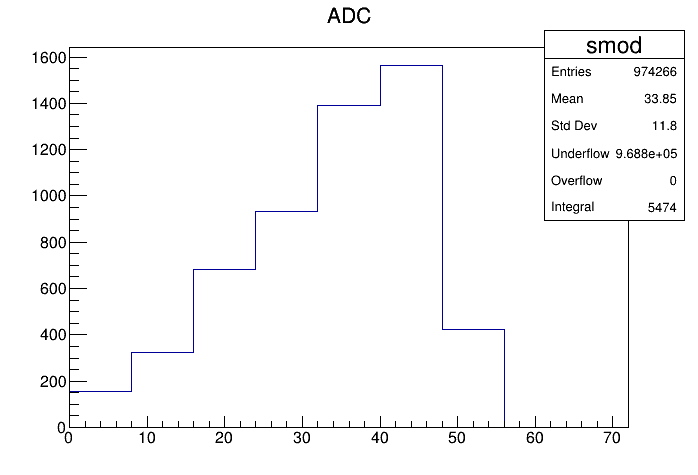 ADC
smod
Entries 974266
Mean 33.85
Std Dev 11.8
Underflow 9.688e+05
Overflow 0
Integral 5474
1600
1400
1200
1000
800
600
400
200
0
0 10 20 30 40 50 60 70